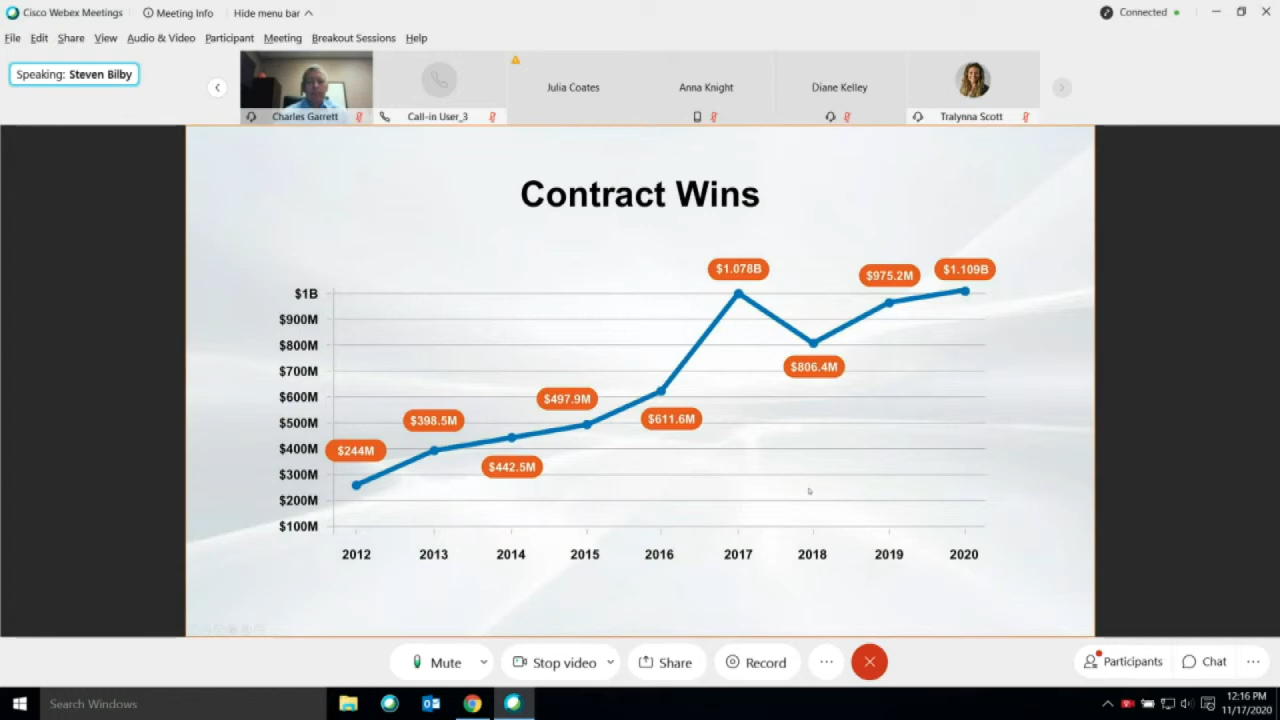 Cisco Webex Meetings
Meeting Info
Hide menu bar
Connected
File Edit Share View Audio & Video Participant Meeting Breakout Sessions Help
Speaking: Steven Bilby
Julia Coates
Anna Knight
Diane Kelley
Charles Garrett
Call-in User_3
Tralynna Scott
Contract Wins
$1.078B
$975.2M
$1.109B
$1B
$900M
$800M
$806.4M
$700M
$600M
$497.9M
$611.6M
$500M
$398.5M
$400M
$244M
$442.5M
$300M
$200M
$100M
2012 2013 2014 2015 2016 2017 2018 2019 2020
Mute
Stop video
Share
Record
Participants
Chat
Search Windows
12:16 PM
11/17/2020